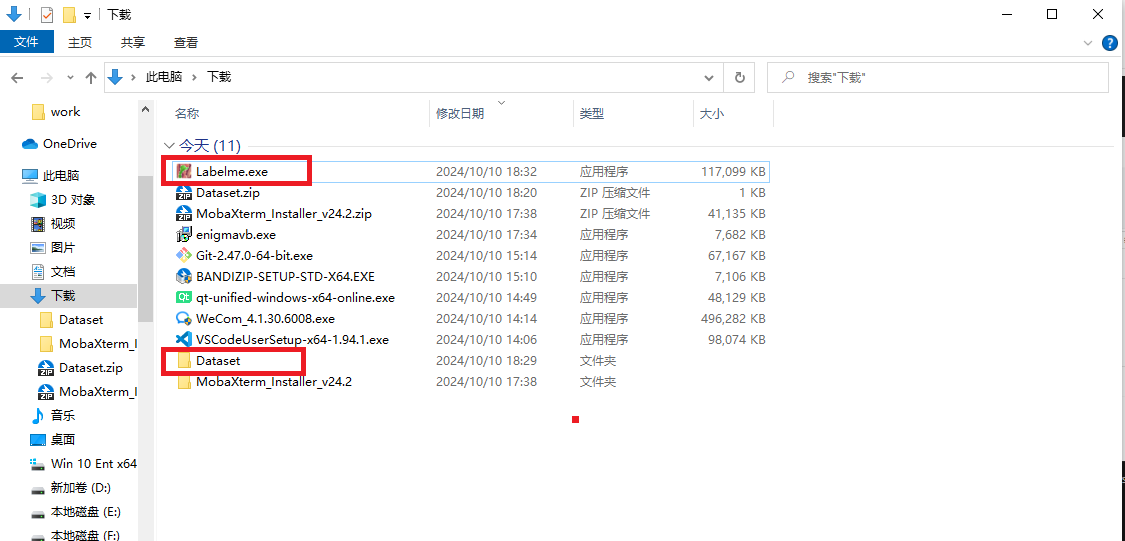 下载
文件 主页 共享 查看
此电脑 下载 搜索"下载"
work
OneDrive
此电脑
3D 对象
视频
图片
文档
下载
Dataset
MobaXterm_I
Dataset.zip
MobaXterm_I
音乐
桌面
Win 10 Ent x64
新加卷 (D:)
本地磁盘 (E:)
本地磁盘 (F:)
名称 修改日期 类型 大小
今天 (11)
Labelme.exe 2024/10/10 18:32 应用程序 117,099 KB
Dataset.zip 2024/10/10 18:20 ZIP 压缩文件 1 KB
MobaXterm_Installer_v24.2.zip 2024/10/10 17:38 ZIP 压缩文件 41,135 KB
enigmavb.exe 2024/10/10 17:34 应用程序 7,682 KB
Git-2.47.0-64-bit.exe 2024/10/10 15:14 应用程序 67,167 KB
BANDIZIP-SETUP-STD-X64.EXE 2024/10/10 15:10 应用程序 7,106 KB
qt-unified-windows-x64-online.exe 2024/10/10 14:49 应用程序 48,129 KB
WeCom_4.1.30.6008.exe 2024/10/10 14:14 应用程序 496,282 KB
VSCodeUserSetup-x64-1.94.1.exe 2024/10/10 14:06 应用程序 98,074 KB
Dataset 2024/10/10 18:29 文件夹
MobaXterm_Installer_v24.2 2024/10/10 17:38 文件夹